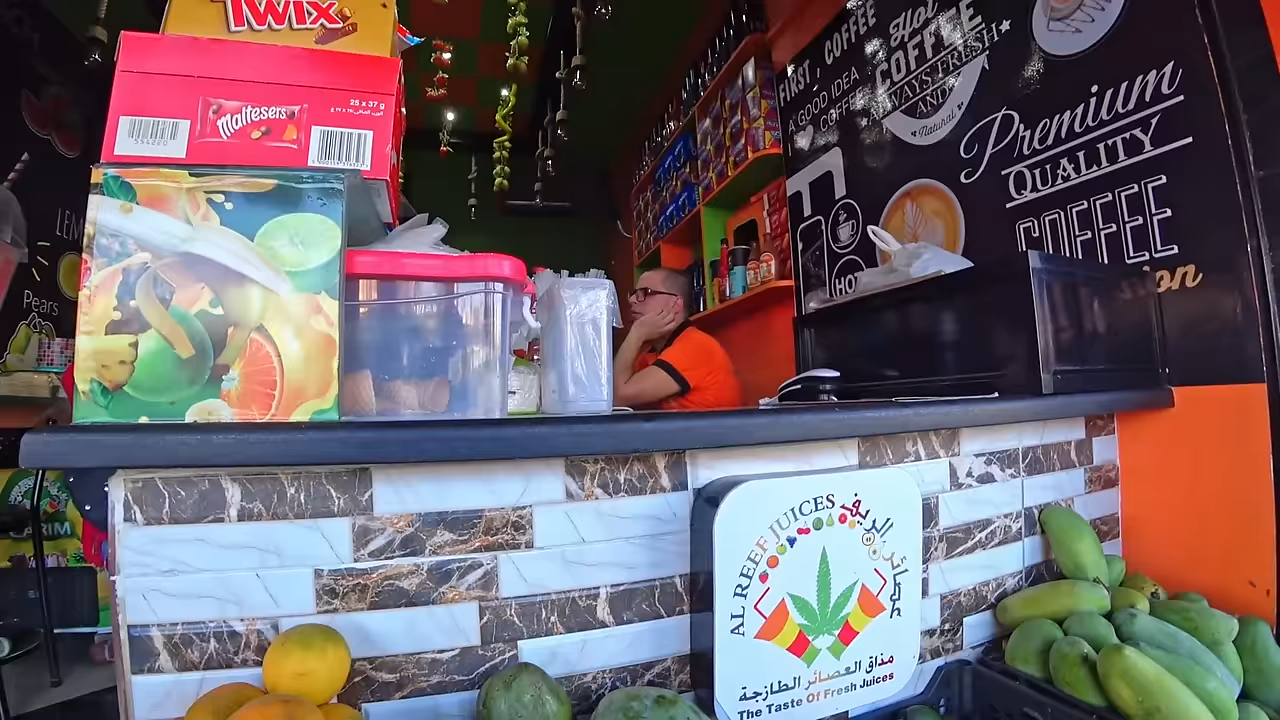 TWIX
25 x 37 g
maltesers
LEM
Pears
FIRST, COFFEE
A GOOD IDEA
COFFEE
Hot
COFFEE
ALWAYS FRESH
AND
Natural
HOT
Premium
QUALITY
COFFEE
ARIM
AL REEF JUICES
عصائر الريف
مذاق العصائر الطازجة
The Taste Of Fresh Juices